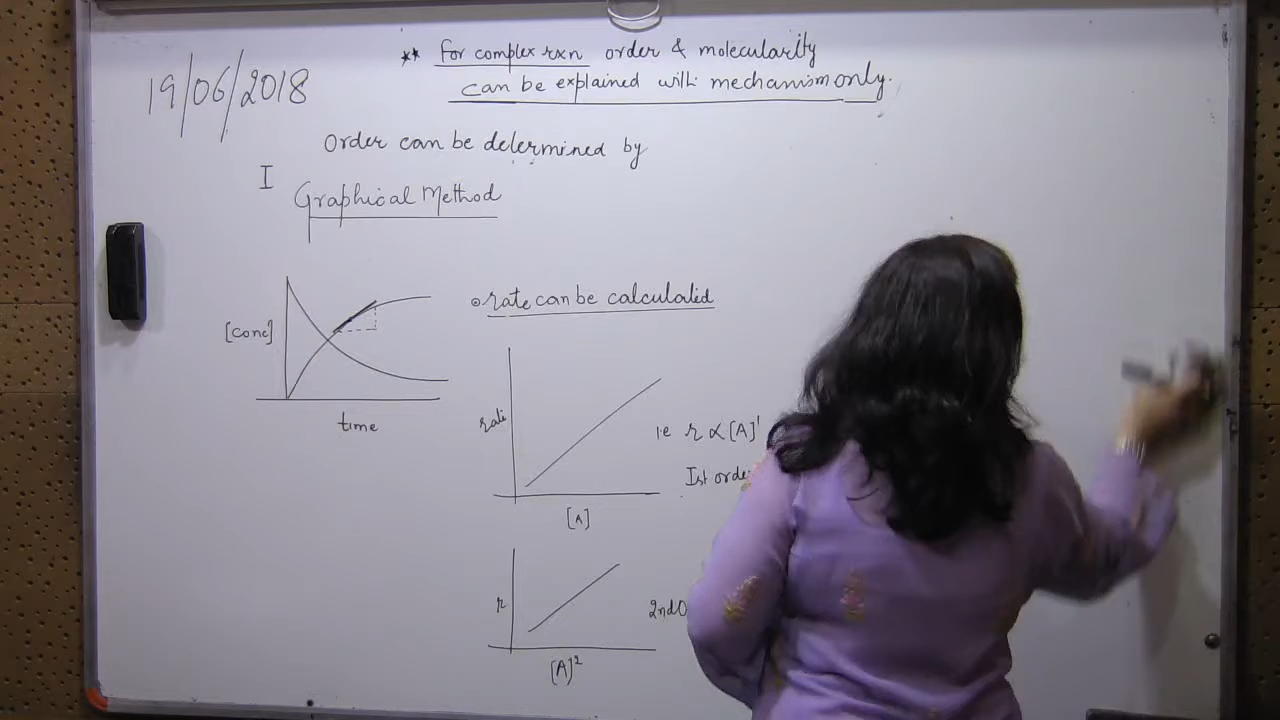 ** For complex rxn order & molecularity
can be explained with mechanism only.
19/06/2018
Order can be determined by
I
Graphical Method
[Conc]
time
rate can be calculated
rate
[A]
i.e r ∝ [A]¹
Ist orde
r
[A]²
2nd O